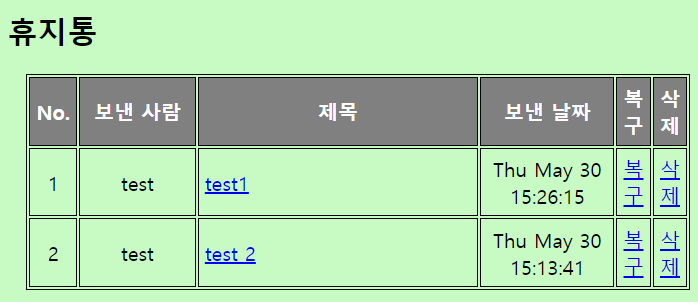 휴지통
No. 보낸 사람 제목 보낸 날짜 복구 삭제
1 test test1 Thu May 30 15:26:15 복구 삭제
2 test test 2 Thu May 30 15:13:41 복구 삭제